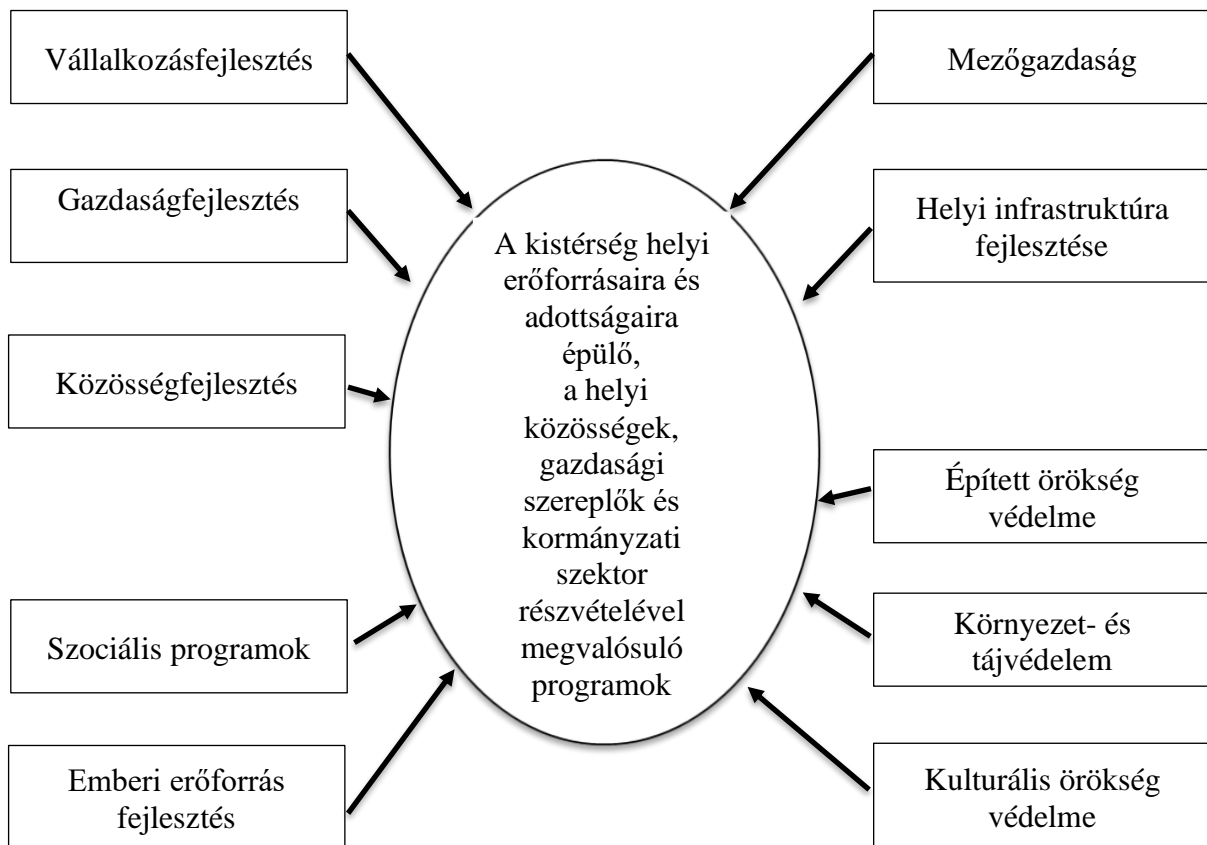 Vállalkozásfejlesztés
Mezőgazdaság
Gazdaságfejlesztés
Helyi infrastruktúra
fejlesztése
Közösségfejlesztés
A kistérség helyi
erőforrásaira és
adottságaira
épülő,
a helyi
közösségek,
gazdasági
szereplők és
kormányzati
szektor
részvételével
megvalósuló
programok
Épített örökség
védelme
Szociális programok
Környezet- és
tájvédelem
Emberi erőforrás
fejlesztés
Kulturális örökség
védelme